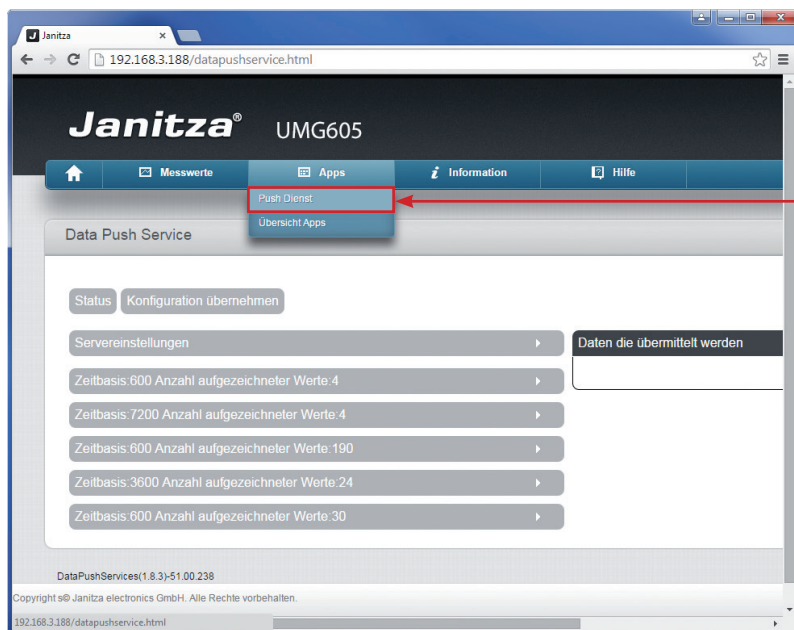 Janitza
192.168.3.188/datapushservice.html
Janitza® UMG605
Messwerte Apps Information Hilfe
Push Dienst
Übersicht Apps
Data Push Service
Status Konfiguration übernehmen
Servereinstellungen
Daten die übermittelt werden
Zeitbasis:600 Anzahl aufgezeichneter Werte:4
Zeitbasis:7200 Anzahl aufgezeichneter Werte:4
Zeitbasis:600 Anzahl aufgezeichneter Werte:190
Zeitbasis:3600 Anzahl aufgezeichneter Werte:24
Zeitbasis:600 Anzahl aufgezeichneter Werte:30
DataPushServices(1.8.3)-51.00.238
Copyright s© Janitza electronics GmbH. Alle Rechte vorbehalten.
192.168.3.188/datapushservice.html